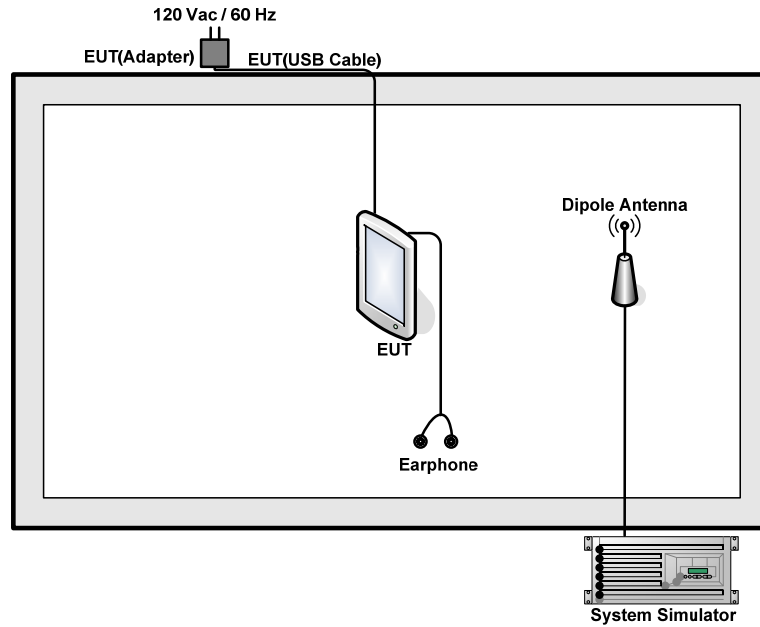 120 Vac / 60 Hz
EUT(Adapter)
EUT(USB Cable)
Dipole Antenna
EUT
Earphone
System Simulator